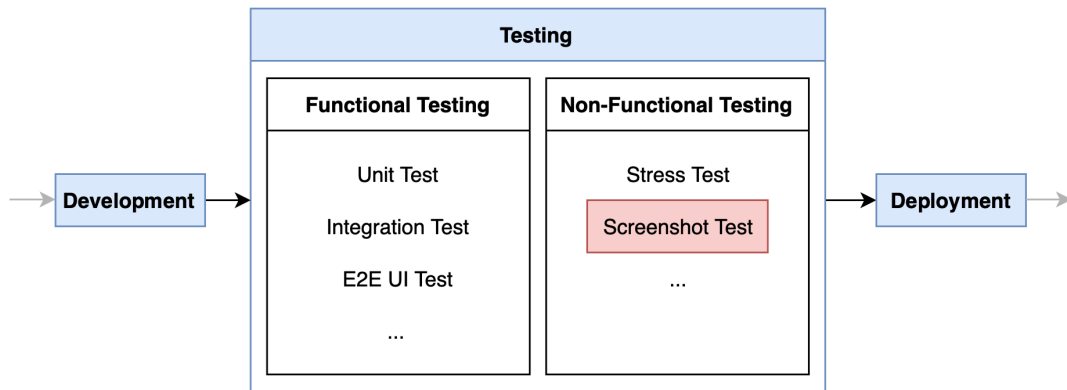 Testing
Functional Testing
Non-Functional Testing
Unit Test
Stress Test
Development
Deployment
Integration Test
Screenshot Test
E2E UI Test
...
...